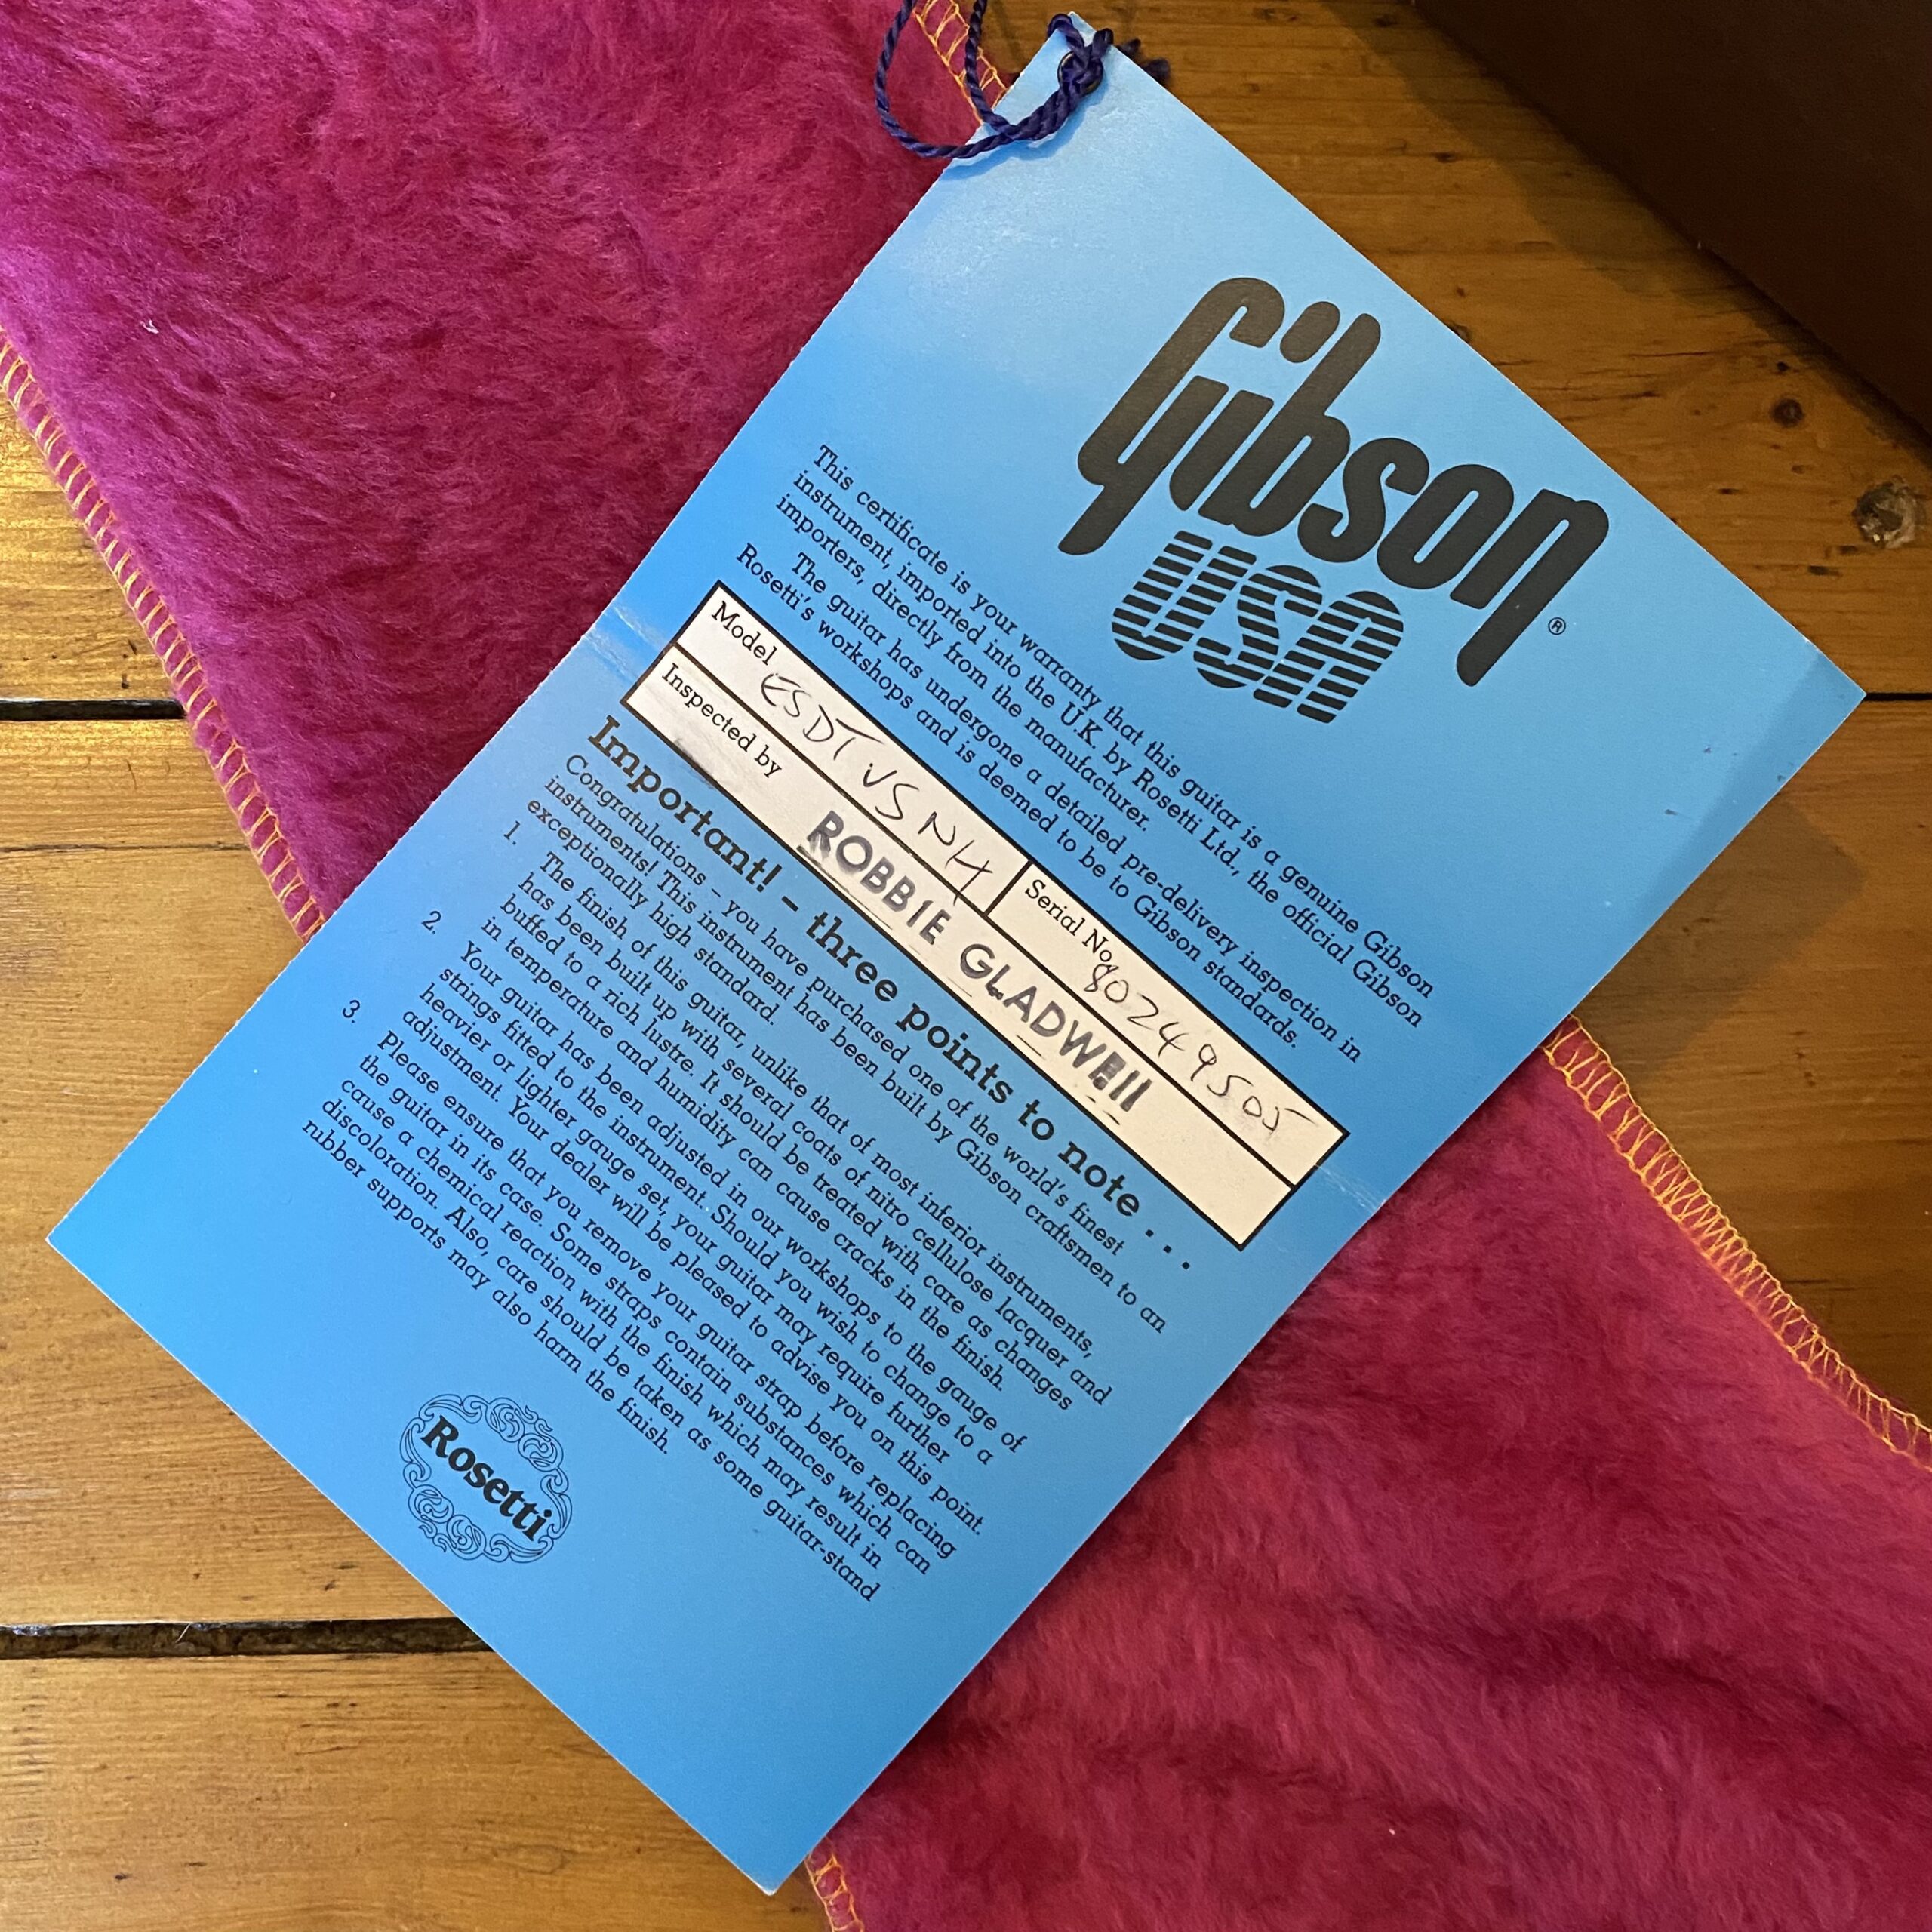 Gibson®
USA
This certificate is your warranty that this guitar is a genuine Gibson
instrument, imported into the U.K. by Rosetti Ltd., the official Gibson
importers, directly from the manufacturer.
The guitar has undergone a detailed pre-delivery inspection in
Rosetti's workshops and is deemed to be to Gibson standards.
Model ESDT VS NH Serial No. 80249505
Inspected by ROBBIE GLADWEll
Important! – three points to note . . .
Congratulations – you have purchased one of the world's finest
instruments! This instrument has been built by Gibson craftsmen to an
exceptionally high standard.
1. The finish of this guitar, unlike that of most inferior instruments,
has been built up with several coats of nitro cellulose lacquer and
buffed to a rich lustre. It should be treated with care as changes
in temperature and humidity can cause cracks in the finish.
2. Your guitar has been adjusted in our workshops to the gauge of
strings fitted to the instrument. Should you wish to change to a
heavier or lighter gauge set, your guitar may require further
adjustment. Your dealer will be pleased to advise you on this point.
3. Please ensure that you remove your guitar strap before replacing
the guitar in its case. Some straps contain substances which can
cause a chemical reaction with the finish which may result in
discoloration. Also, care should be taken as some guitar-stand
rubber supports may also harm the finish.
Rosetti